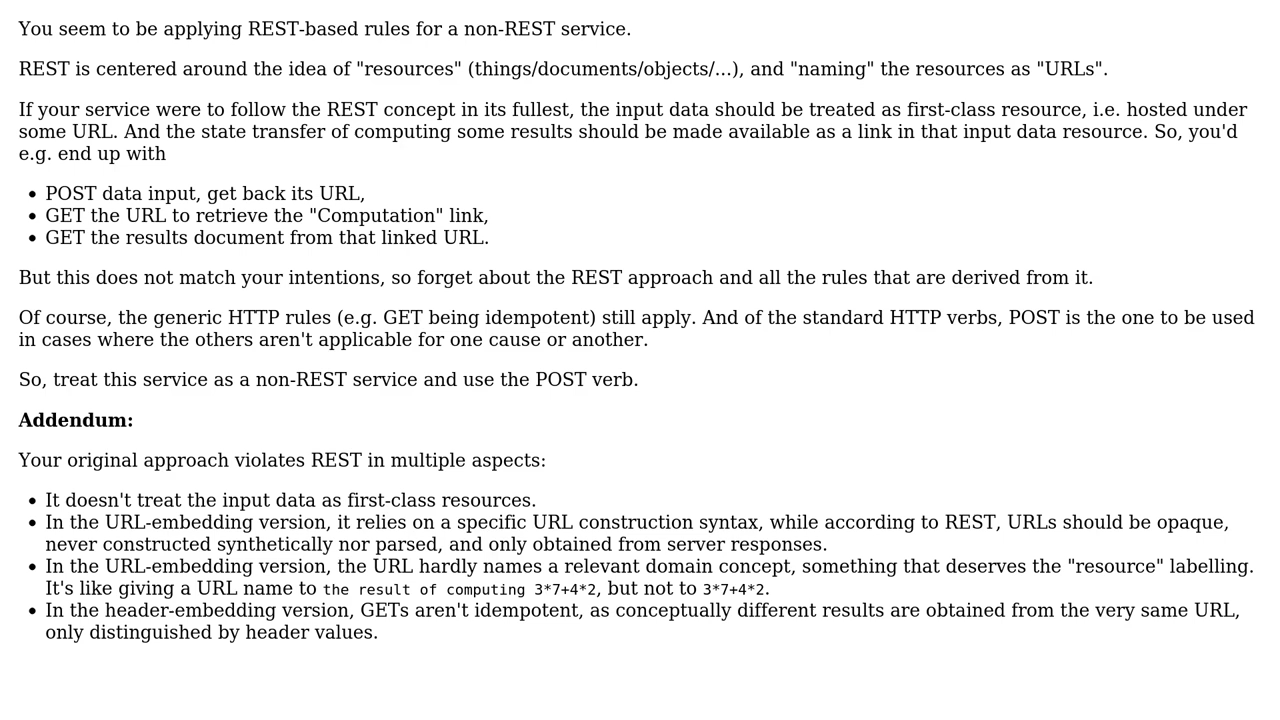 You seem to be applying REST-based rules for a non-REST service.
REST is centered around the idea of "resources" (things/documents/objects/...), and "naming" the resources as "URLs".
If your service were to follow the REST concept in its fullest, the input data should be treated as first-class resource, i.e. hosted under
some URL. And the state transfer of computing some results should be made available as a link in that input data resource. So, you'd
e.g. end up with
• POST data input, get back its URL,
• GET the URL to retrieve the "Computation" link,
• GET the results document from that linked URL.
But this does not match your intentions, so forget about the REST approach and all the rules that are derived from it.
Of course, the generic HTTP rules (e.g. GET being idempotent) still apply. And of the standard HTTP verbs, POST is the one to be used
in cases where the others aren't applicable for one cause or another.
So, treat this service as a non-REST service and use the POST verb.
Addendum:
Your original approach violates REST in multiple aspects:
• It doesn't treat the input data as first-class resources.
• In the URL-embedding version, it relies on a specific URL construction syntax, while according to REST, URLs should be opaque,
never constructed synthetically nor parsed, and only obtained from server responses.
• In the URL-embedding version, the URL hardly names a relevant domain concept, something that deserves the "resource" labelling.
It's like giving a URL name to the result of computing 3*7+4*2, but not to 3*7+4*2.
• In the header-embedding version, GETs aren't idempotent, as conceptually different results are obtained from the very same URL,
only distinguished by header values.